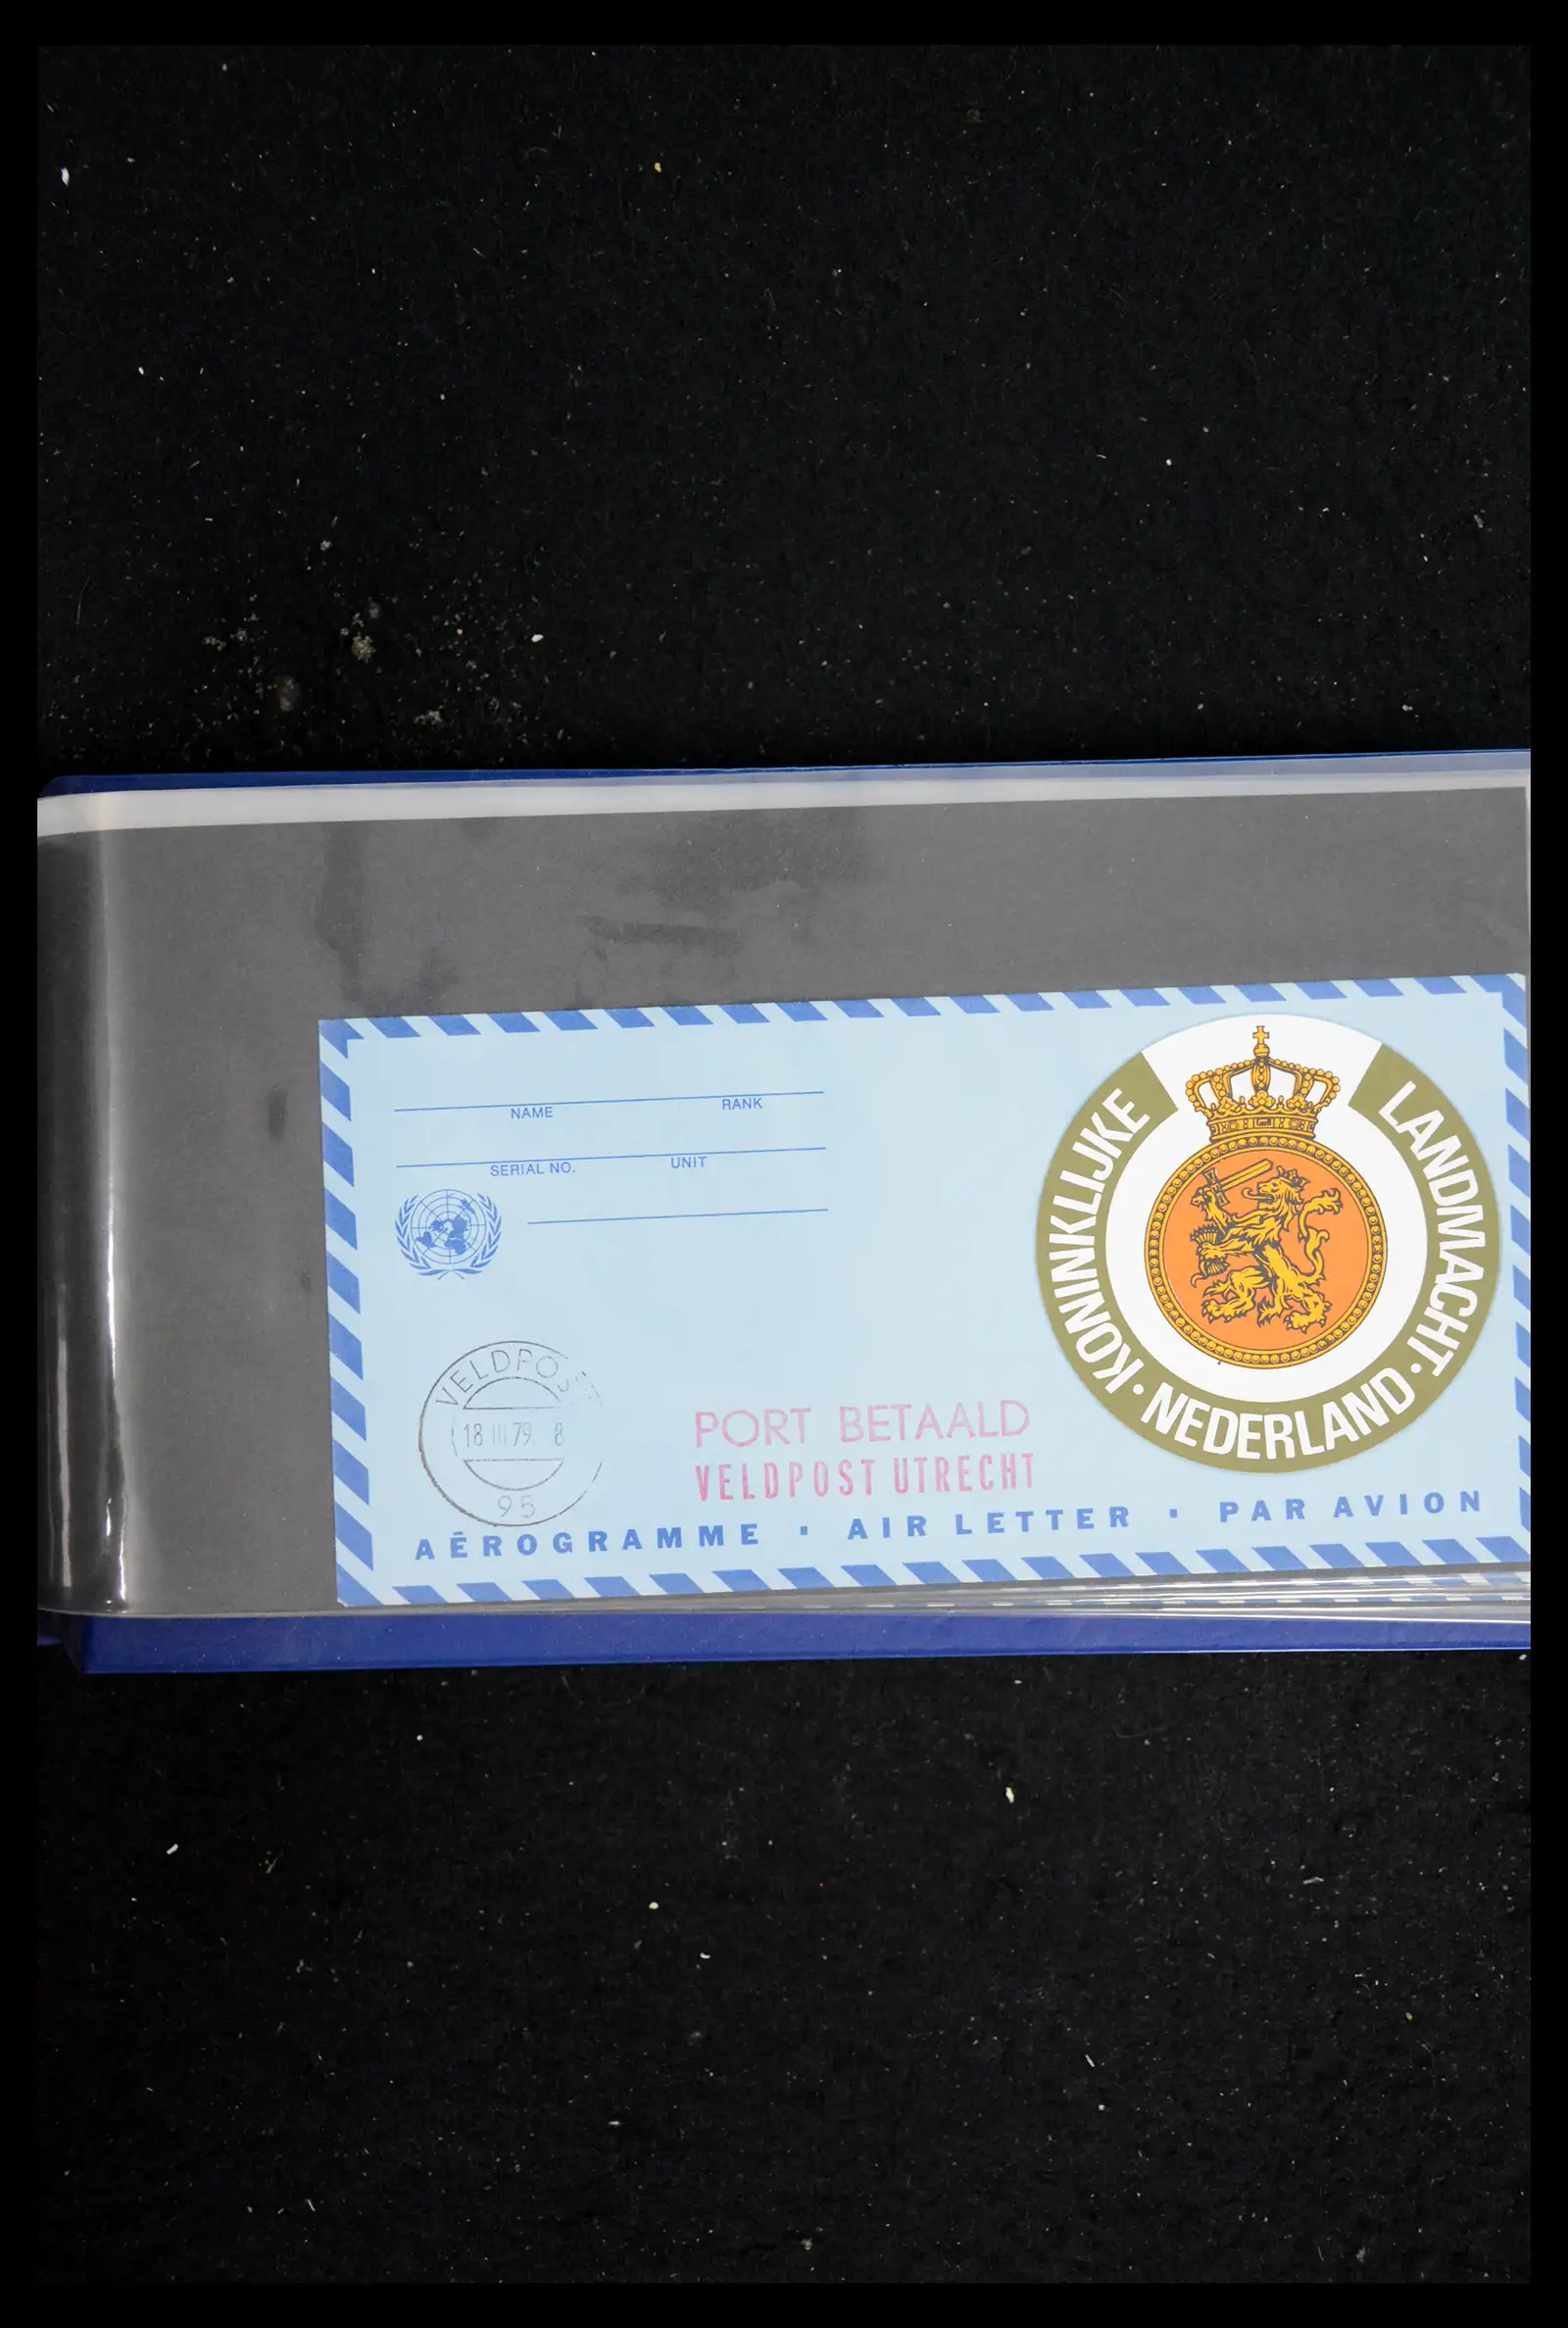 NAME RANK
SERIAL NO. UNIT
KONINKLIJKE LANDMACHT · NEDERLAND ·
VELDPOST
18 III 79. 8
95
PORT BETAALD
VELDPOST UTRECHT
AÉROGRAMME · AIR LETTER · PAR AVION